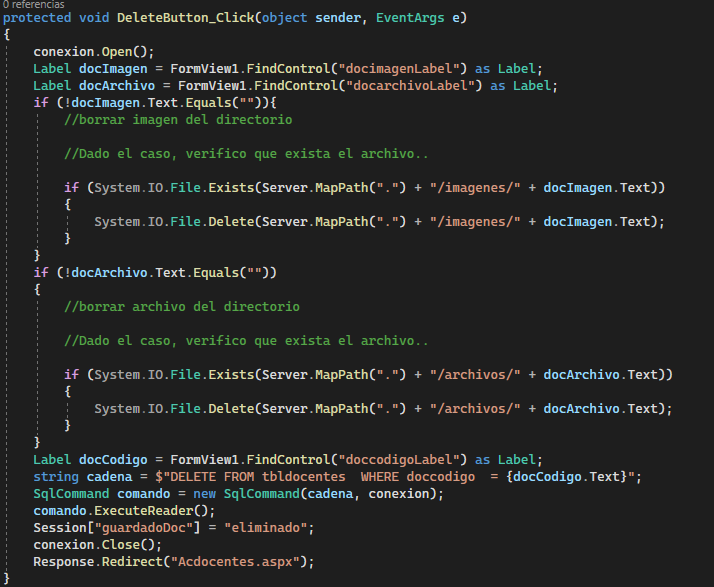 0 referencias
protected void DeleteButton_Click(object sender, EventArgs e)
{
conexion.Open();
Label docImagen = FormView1.FindControl("docimagenLabel") as Label;
Label docArchivo = FormView1.FindControl("docarchivoLabel") as Label;
if (!docImagen.Text.Equals("")){
//borrar imagen del directorio
//Dado el caso, verifico que exista el archivo..
if (System.IO.File.Exists(Server.MapPath(".") + "/imagenes/" + docImagen.Text))
{
System.IO.File.Delete(Server.MapPath(".") + "/imagenes/" + docImagen.Text);
}
}
if (!docArchivo.Text.Equals(""))
{
//borrar archivo del directorio
//Dado el caso, verifico que exista el archivo..
if (System.IO.File.Exists(Server.MapPath(".") + "/archivos/" + docArchivo.Text))
{
System.IO.File.Delete(Server.MapPath(".") + "/archivos/" + docArchivo.Text);
}
}
Label docCodigo = FormView1.FindControl("doccodigoLabel") as Label;
string cadena = $"DELETE FROM tbldocentes  WHERE doccodigo  = {docCodigo.Text}";
SqlCommand comando = new SqlCommand(cadena, conexion);
comando.ExecuteReader();
Session["guardadoDoc"] = "eliminado";
conexion.Close();
Response.Redirect("Acdocentes.aspx");
}